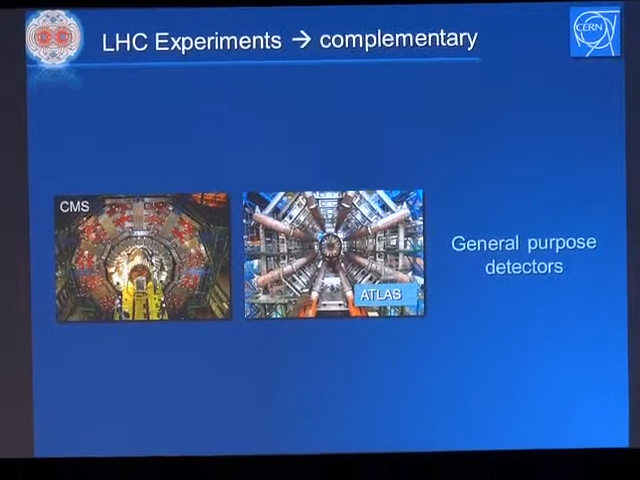 LHC Experiments → complementary
CERN
CMS
ATLAS
General purpose
detectors